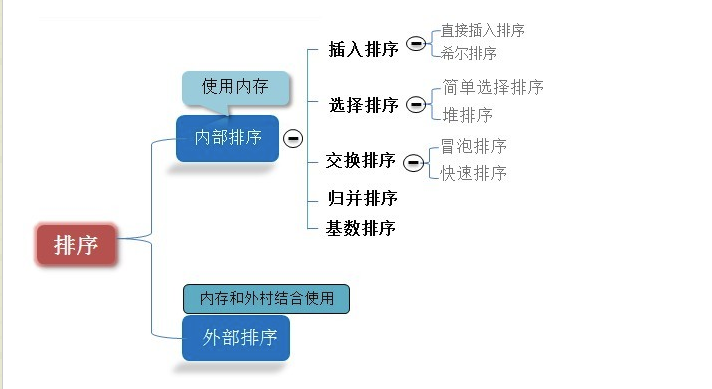 使用内存
内部排序
插入排序
直接插入排序
希尔排序
选择排序
简单选择排序
堆排序
交换排序
冒泡排序
快速排序
归并排序
基数排序
排序
内存和外村结合使用
外部排序